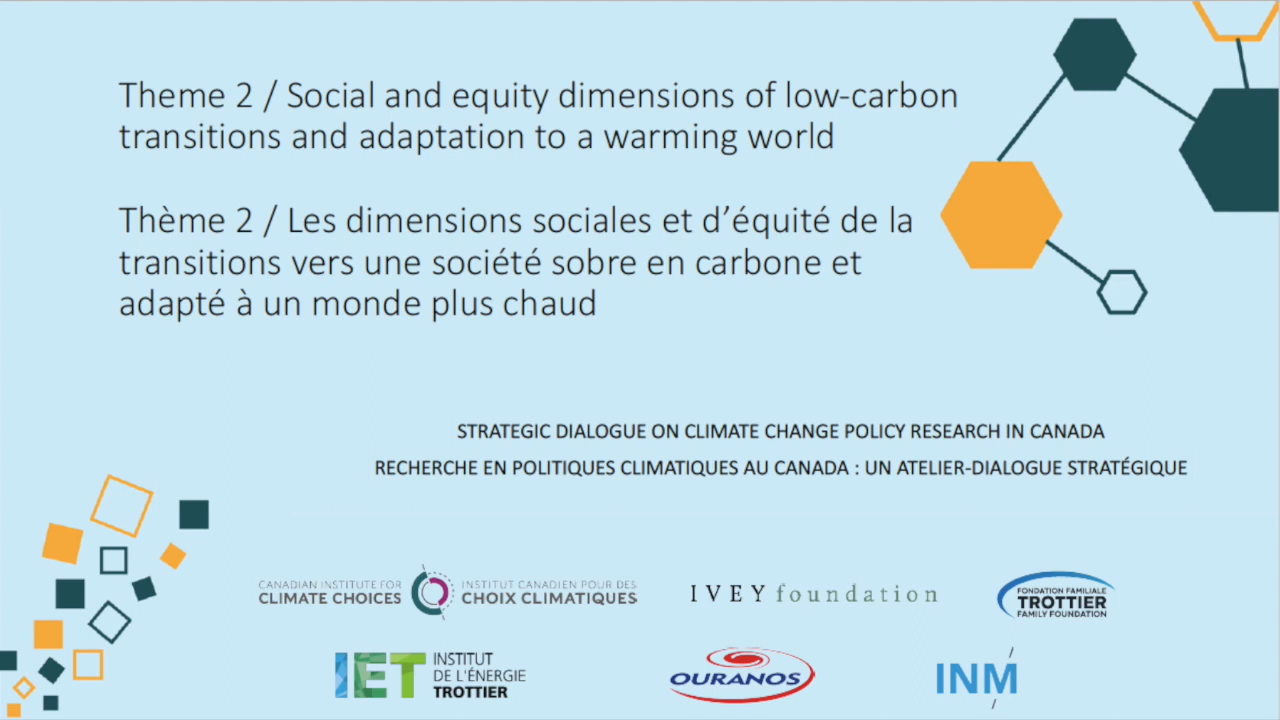 Theme 2 / Social and equity dimensions of low-carbon
transitions and adaptation to a warming world
Thème 2 / Les dimensions sociales et d’équité de la
transitions vers une société sobre en carbone et
adapté à un monde plus chaud
STRATEGIC DIALOGUE ON CLIMATE CHANGE POLICY RESEARCH IN CANADA
RECHERCHE EN POLITIQUES CLIMATIQUES AU CANADA : UN ATELIER-DIALOGUE STRATÉGIQUE
CANADIAN INSTITUTE FOR
CLIMATE CHOICES
INSTITUT CANADIEN POUR DES
CHOIX CLIMATIQUES
IVEY foundation
FONDATION FAMILIALE
TROTTIER
FAMILY FOUNDATION
IET
INSTITUT
DE L'ÉNERGIE
TROTTIER
OURANOS
INM